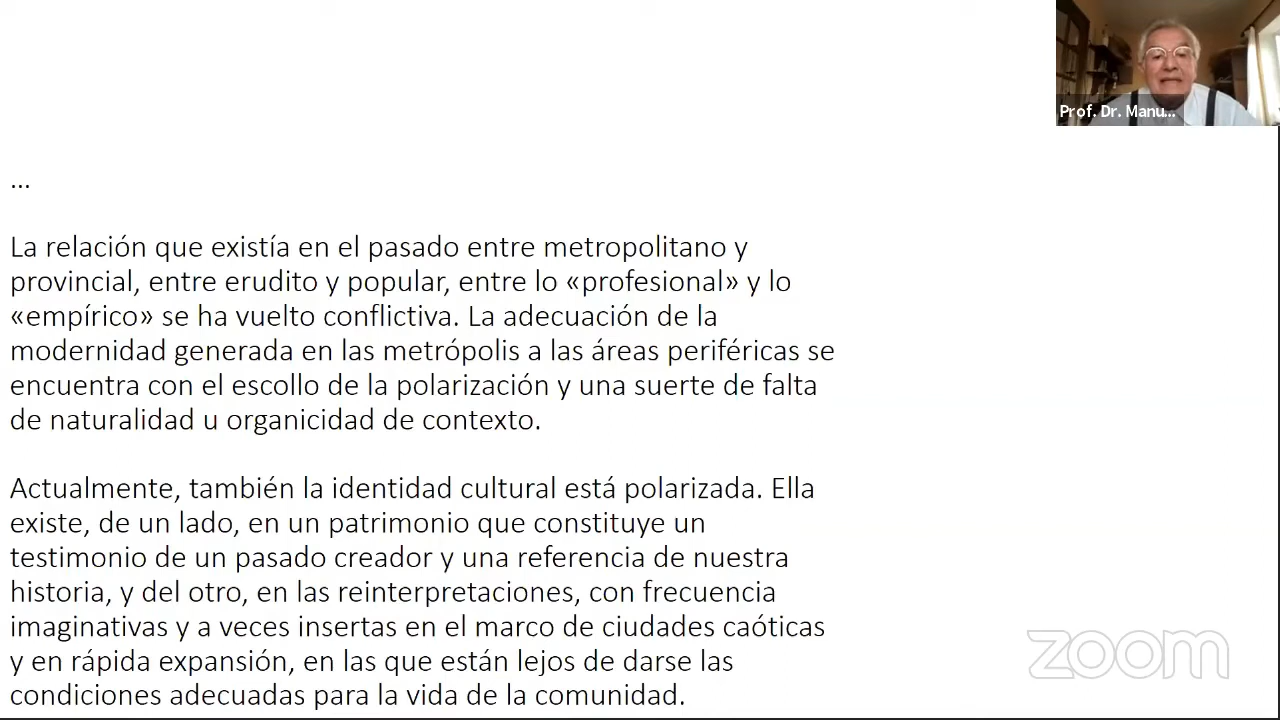 Prof. Dr. Manu...
...
La relación que existía en el pasado entre metropolitano y
provincial, entre erudito y popular, entre lo «profesional» y lo
«empírico» se ha vuelto conflictiva. La adecuación de la
modernidad generada en las metrópolis a las áreas periféricas se
encuentra con el escollo de la polarización y una suerte de falta
de naturalidad u organicidad de contexto.
Actualmente, también la identidad cultural está polarizada. Ella
existe, de un lado, en un patrimonio que constituye un
testimonio de un pasado creador y una referencia de nuestra
historia, y del otro, en las reinterpretaciones, con frecuencia
imaginativas y a veces insertas en el marco de ciudades caóticas
y en rápida expansión, en las que están lejos de darse las
condiciones adecuadas para la vida de la comunidad.
zoom